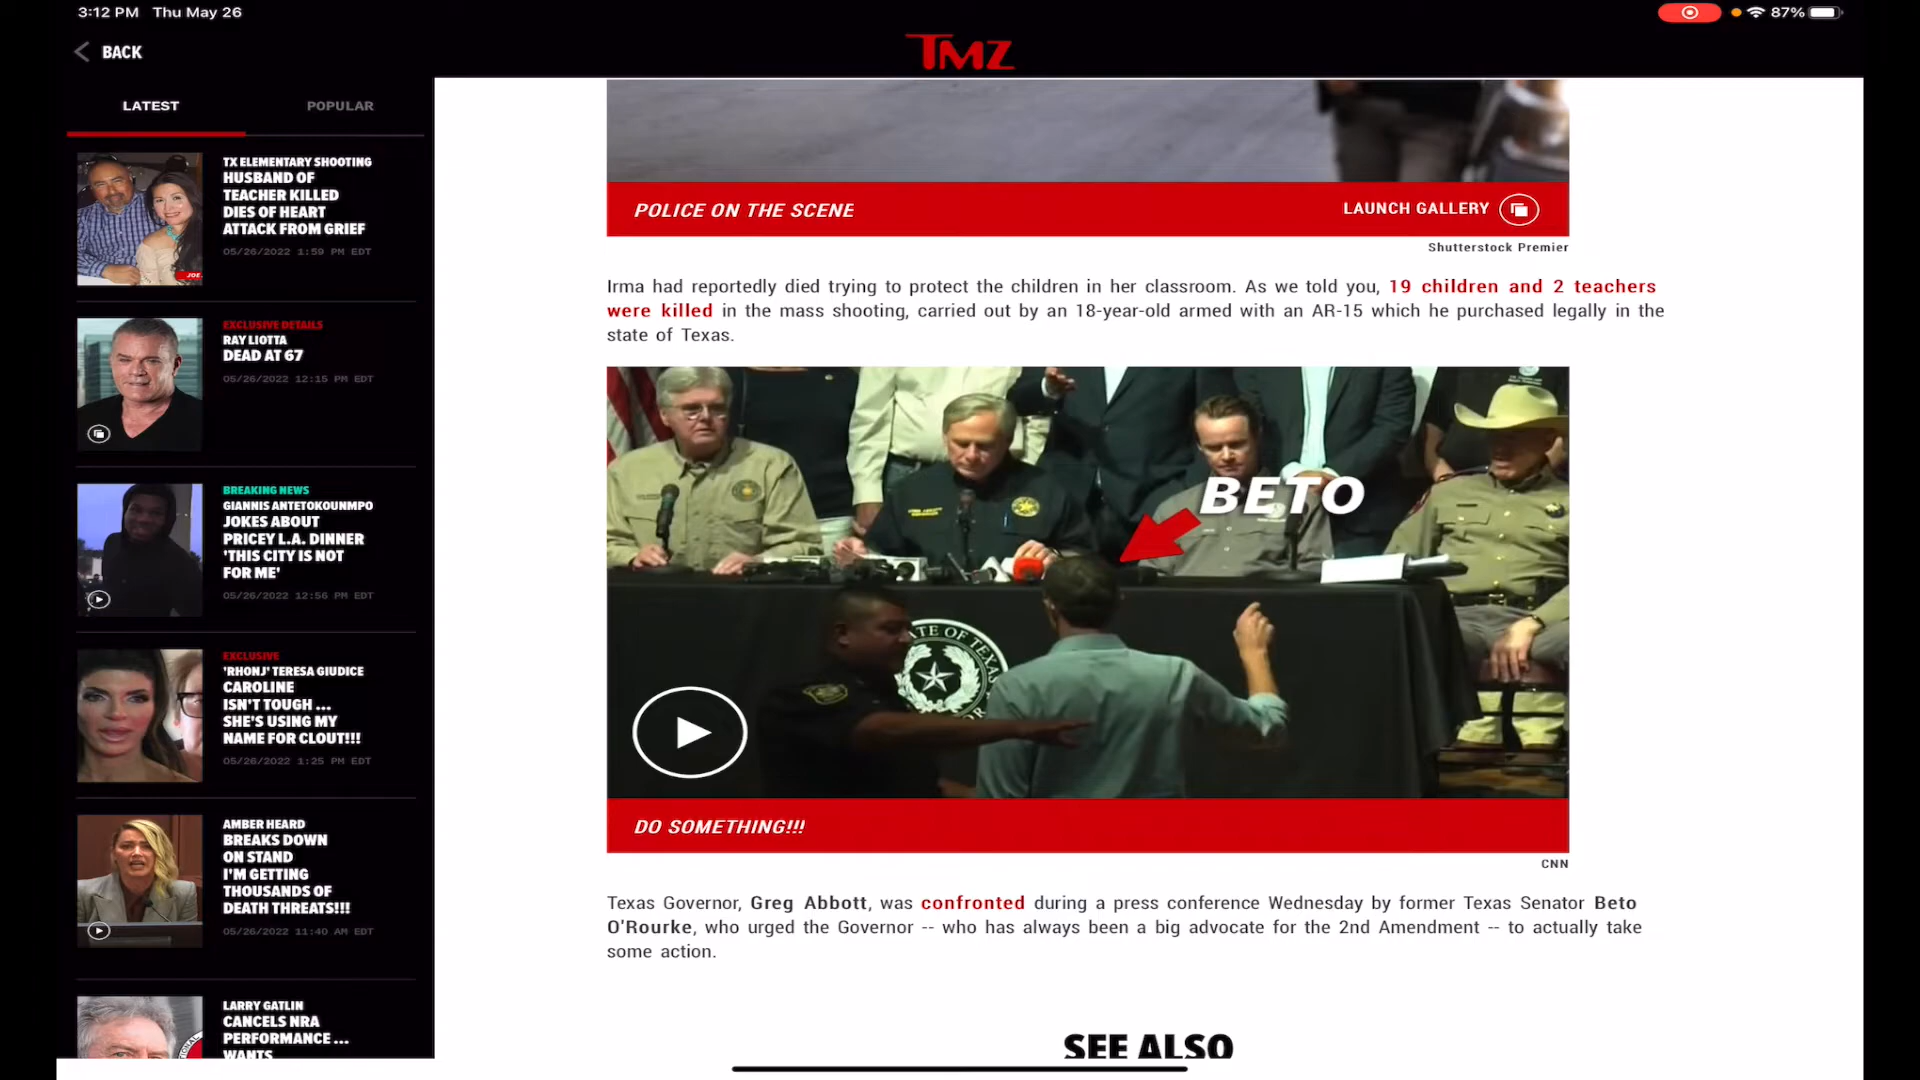 3:12 PM Thu May 26
87%
BACK
TMZ
LATEST
POPULAR
TX ELEMENTARY SHOOTING
HUSBAND OF
TEACHER KILLED
DIES OF HEART
ATTACK FROM GRIEF
05/26/2022 1:59 PM EDT
JOE
EXCLUSIVE DETAILS
RAY LIOTTA
DEAD AT 67
05/26/2022 12:15 PM EDT
BREAKING NEWS
GIANNIS ANTETOKOUNMPO
JOKES ABOUT
PRICEY L.A. DINNER
'THIS CITY IS NOT
FOR ME'
05/26/2022 12:56 PM EDT
EXCLUSIVE
'RHONJ' TERESA GIUDICE
CAROLINE
ISN'T TOUGH ...
SHE'S USING MY
NAME FOR CLOUT!!!
05/26/2022 1:25 PM EDT
AMBER HEARD
BREAKS DOWN
ON STAND
I'M GETTING
THOUSANDS OF
DEATH THREATS!!!
05/26/2022 11:40 AM EDT
LARRY GATLIN
CANCELS NRA
PERFORMANCE ...
WANTS
POLICE ON THE SCENE
LAUNCH GALLERY
Shutterstock Premier
Irma had reportedly died trying to protect the children in her classroom. As we told you, 19 children and 2 teachers
were killed in the mass shooting, carried out by an 18-year-old armed with an AR-15 which he purchased legally in the
state of Texas.
BETO
TE OF TEXAS
DO SOMETHING!!!
CNN
Texas Governor, Greg Abbott, was confronted during a press conference Wednesday by former Texas Senator Beto
O'Rourke, who urged the Governor -- who has always been a big advocate for the 2nd Amendment -- to actually take
some action.
SEE ALSO